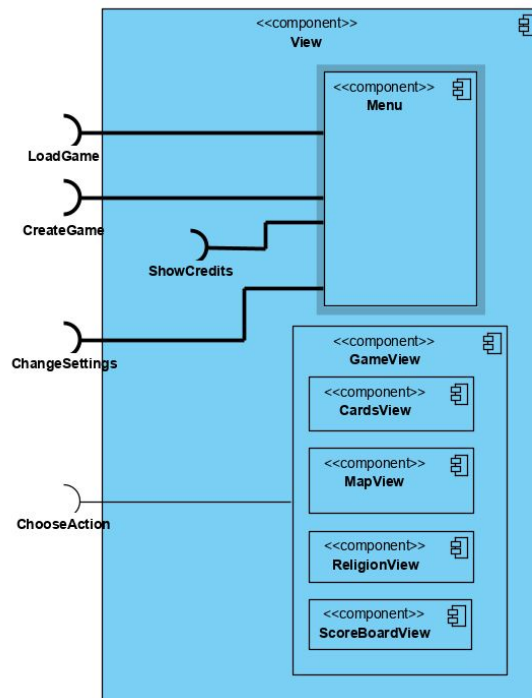 <<component>>
View
<<component>>
Menu
LoadGame
CreateGame
ShowCredits
ChangeSettings
<<component>>
GameView
<<component>>
CardsView
<<component>>
MapView
ChooseAction
<<component>>
ReligionView
<<component>>
ScoreBoardView